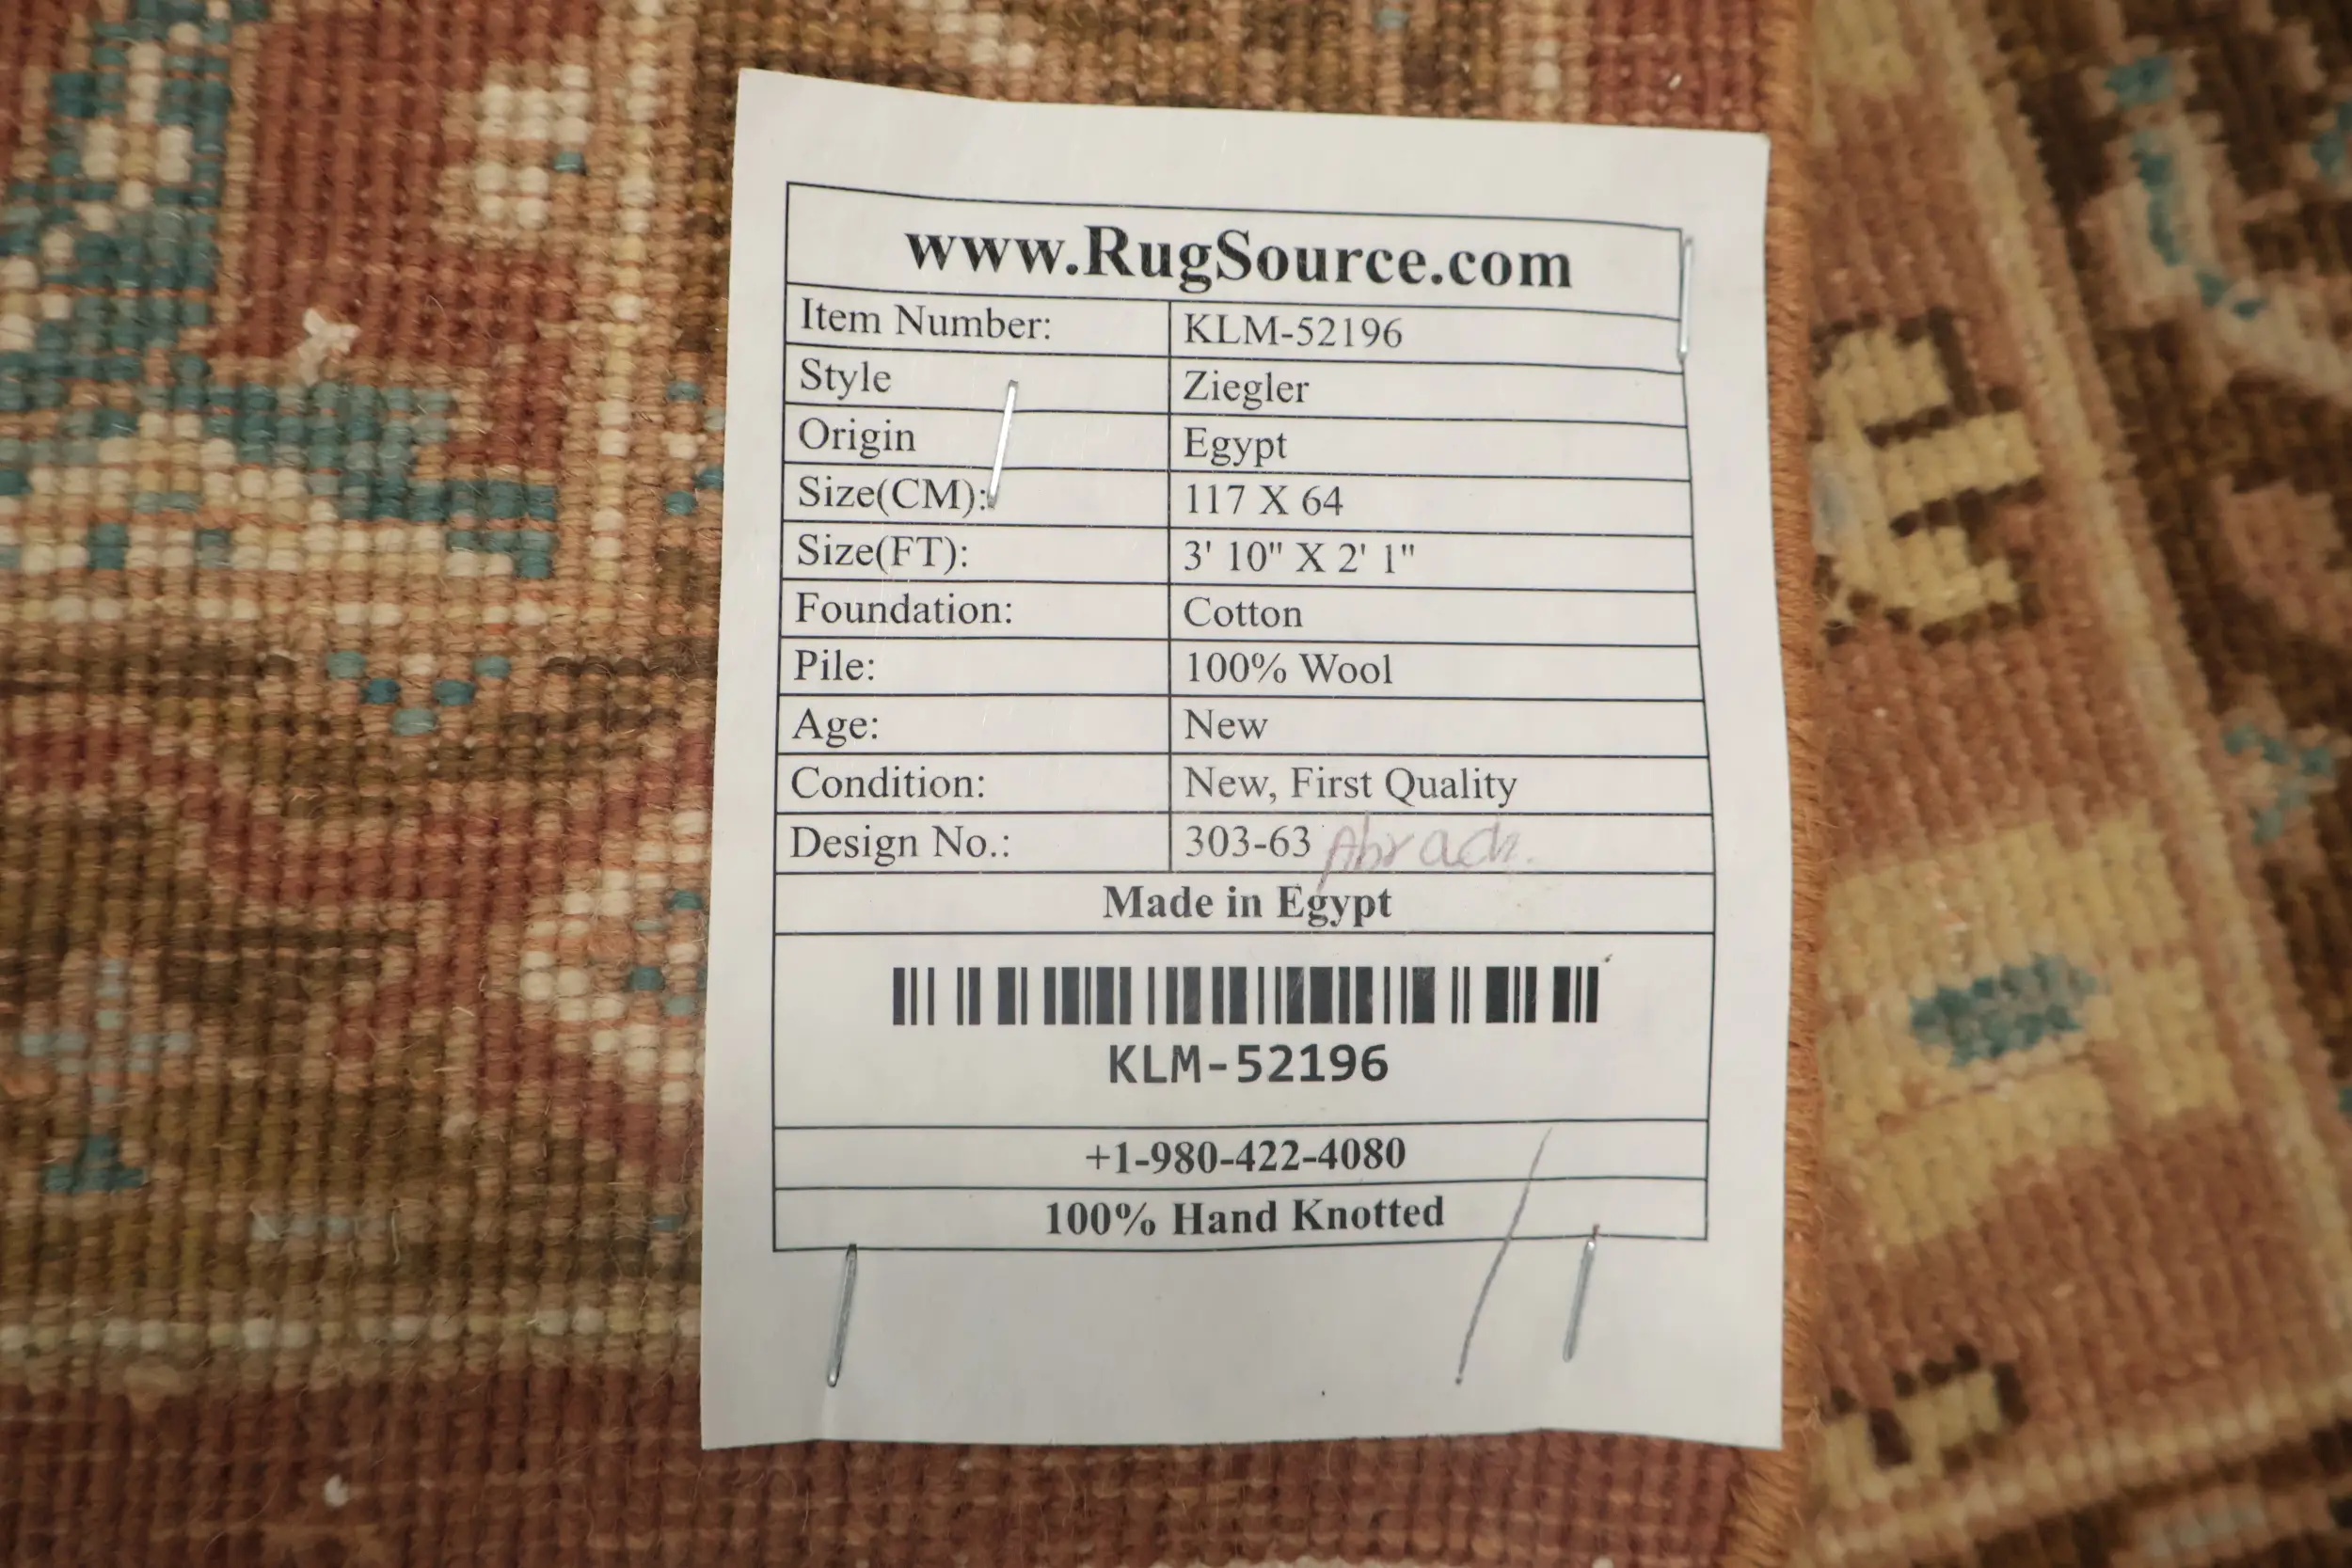 www.RugSource.com
Item Number: KLM-52196
Style Ziegler
Origin Egypt
Size(CM): 117 X 64
Size(FT): 3' 10" X 2' 1"
Foundation: Cotton
Pile: 100% Wool
Age: New
Condition: New, First Quality
Design No.: 303-63
Made in Egypt
KLM-52196
+1-980-422-4080
100% Hand Knotted